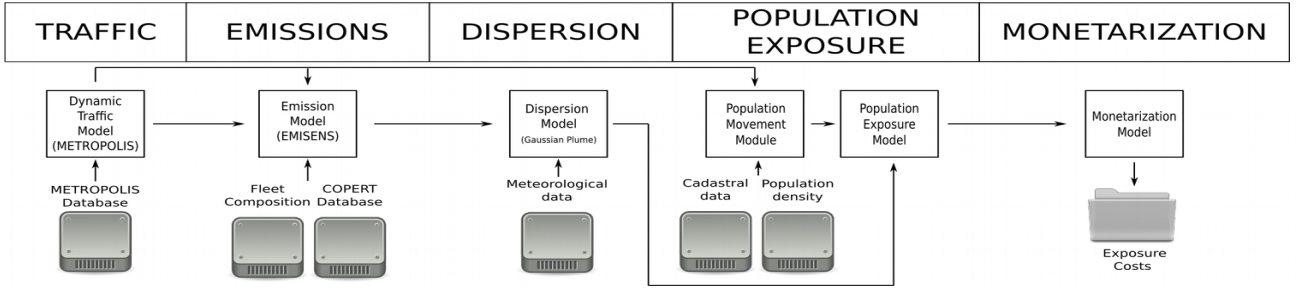 TRAFFIC
EMISSIONS
DISPERSION
POPULATION
EXPOSURE
MONETARIZATION
Dynamic
Traffic
Model
(METROPOLIS)
Emission
Model
(EMISENS)
Dispersion
Model
(Gaussian Plume)
Population
Movement
Module
Population
Exposure
Model
Monetarization
Model
METROPOLIS
Database
Fleet
Composition
COPERT
Database
Meteorological
data
Cadastral
data
Population
density
Exposure
Costs